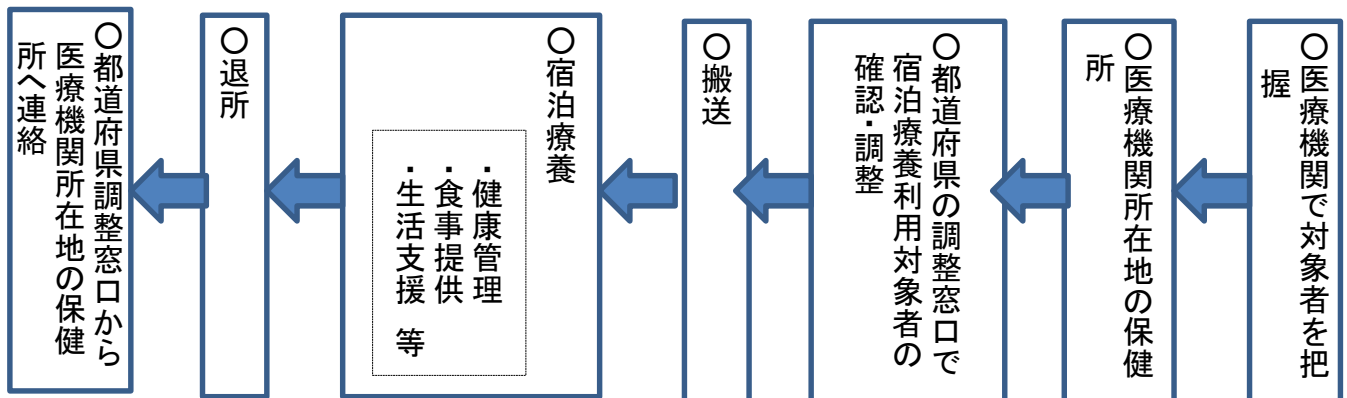 ○医療機関で対象者を把
握
○医療機関所在地の保健
所
○都道府県の調整窓口で
宿泊療養利用対象者の
確認・調整
○搬送
○宿泊療養
・健康管理
・食事提供
・生活支援 等
○退所
○都道府県調整窓口から
医療機関所在地の保健
所へ連絡